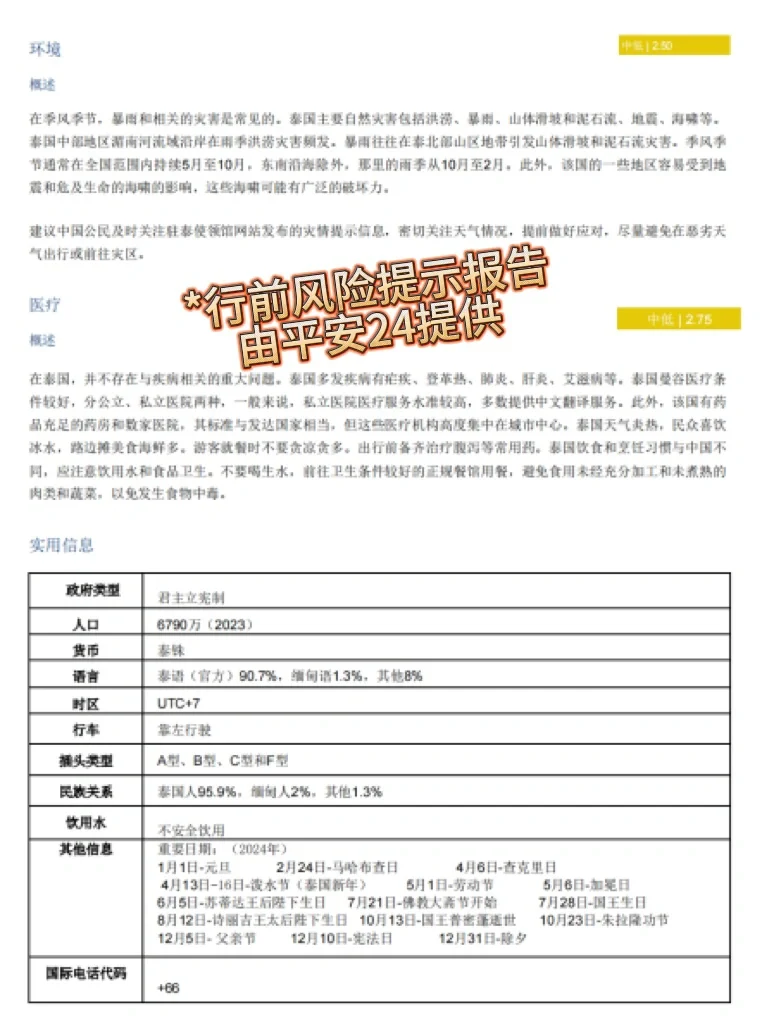 环境
中低 | 2.50
概述
在季风季节，暴雨和相关的灾害是常见的。泰国主要自然灾害包括洪涝、暴雨、山体滑坡和泥石流、地震、海啸等。
泰国中部地区湄南河流域沿岸在雨季洪涝灾害频发。暴雨往往在泰北部山区地带引发山体滑坡和泥石流灾害。季风季
节通常在全国范围内持续5月至10月，东南沿海除外，那里的雨季从10月至2月。此外，该国的一些地区容易受到地
震和危及生命的海啸的影响，这些海啸可能有广泛的破坏力。
建议中国公民及时关注驻泰使领馆网站发布的灾情提示信息，密切关注天气情况，提前做好应对，尽量避免在恶劣天
气出行或前往灾区。
*行前风险提示报告
由平安24提供
医疗
中低 | 2.75
概述
在泰国，并不存在与疾病相关的重大问题。泰国多发疾病有疟疾、登革热、肺炎、肝炎、艾滋病等。泰国曼谷医疗条
件较好，分公立、私立医院两种，一般来说，私立医院医疗服务水准较高，多数提供中文翻译服务。此外，该国有药
品充足的药房和数家医院，其标准与发达国家相当，但这些医疗机构高度集中在城市中心。泰国天气炎热，民众喜饮
冰水，路边摊美食海鲜多。游客就餐时不要贪凉贪多。出行前备齐治疗腹泻等常用药。泰国饮食和烹饪习惯与中国不
同，应注意饮用水和食品卫生。不要喝生水，前往卫生条件较好的正规餐馆用餐，避免食用未经充分加工和未煮熟的
肉类和蔬菜，以免发生食物中毒。
实用信息
政府类型 君主立宪制
人口 6790万（2023）
货币 泰铢
语言 泰语（官方）90.7%，缅甸语1.3%，其他8%
时区 UTC+7
行车 靠左行驶
插头类型 A型、B型、C型和F型
民族关系 泰国人95.9%，缅甸人2%，其他1.3%
饮用水 不安全饮用
其他信息 重要日期：（2024年）
1月1日-元旦 2月24日-马哈布查日 4月6日-查克里日
4月13日-16日-泼水节（泰国新年） 5月1日-劳动节 5月6日-加冕日
6月5日-苏蒂达王后陛下生日 7月21日-佛教大斋节开始 7月28日-国王生日
8月12日-诗丽吉王太后陛下生日 10月13日-国王普密蓬逝世 10月23日-朱拉隆功节
12月5日- 父亲节 12月10日-宪法日 12月31日-除夕
国际电话代码 +66